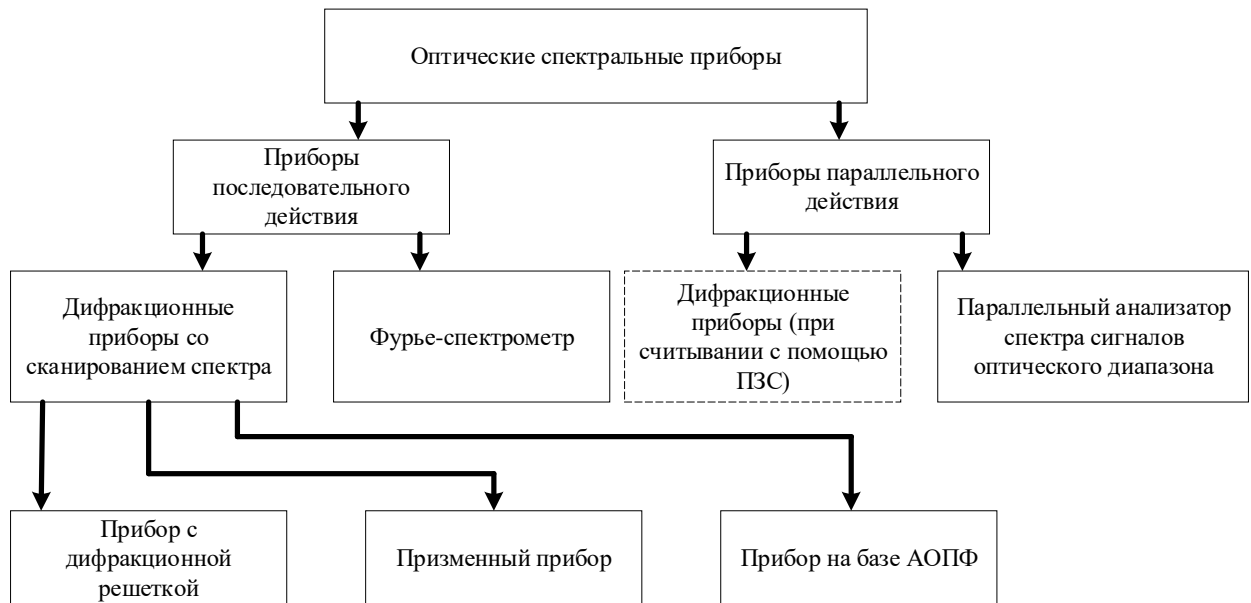 Оптические спектральные приборы
Приборы
последовательного
действия
Приборы параллельного
действия
Дифракционные
приборы со
сканированием спектра
Фурье-спектрометр
Дифракционные
приборы (при
считывании с помощью
ПЗС)
Параллельный анализатор
спектра сигналов
оптического диапазона
Прибор с
дифракционной
решеткой
Призменный прибор
Прибор на базе АОПФ